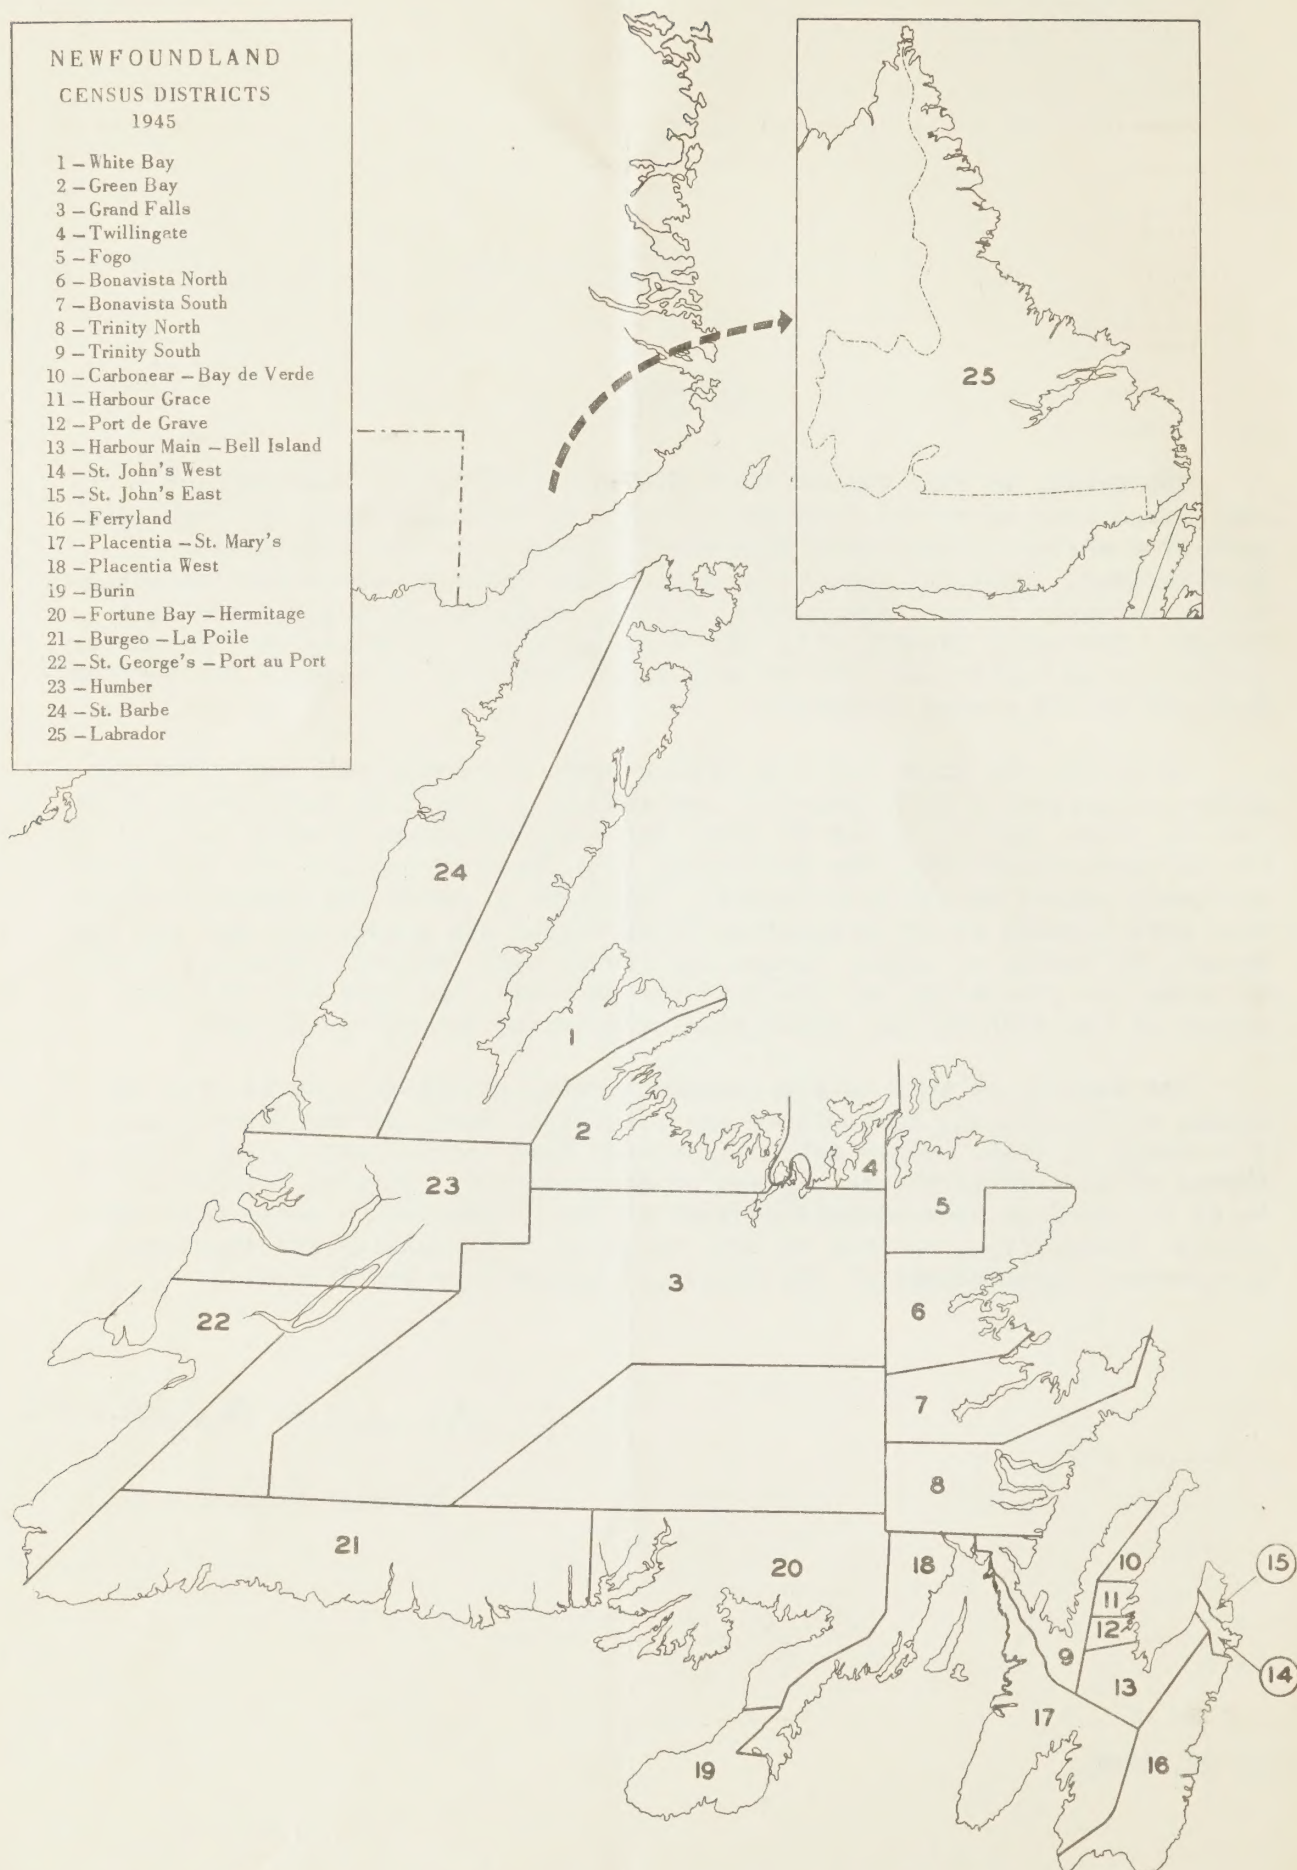 NEWFOUNDLAND
CENSUS DISTRICTS
1945
1 – White Bay
2 – Green Bay
3 – Grand Falls
4 – Twillingate
5 – Fogo
6 – Bonavista North
7 – Bonavista South
8 – Trinity North
9 – Trinity South
10 – Carbonear – Bay de Verde
11 – Harbour Grace
12 – Port de Grave
13 – Harbour Main – Bell Island
14 – St. John's West
15 – St. John's East
16 – Ferryland
17 – Placentia – St. Mary's
18 – Placentia West
19 – Burin
20 – Fortune Bay – Hermitage
21 – Burgeo – La Poile
22 – St. George's – Port au Port
23 – Humber
24 – St. Barbe
25 – Labrador
25
24
1
2
4
23
5
3
6
22
7
8
21
20
18
10
15
11
12
9
14
13
17
16
19